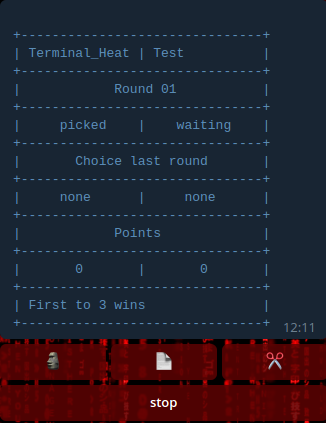 +-------------------------------+
| Terminal_Heat | Test          |
+-------------------------------+
|            Round 01           |
+-------------------------------+
|     picked    |    waiting    |
+-------------------------------+
|       Choice last round       |
+-------------------------------+
|     none      |     none      |
+-------------------------------+
|            Points             |
+-------------------------------+
|       0       |       0       |
+-------------------------------+
| First to 3 wins               |
+-------------------------------+
12:11
🗿 📄 ✂️
stop